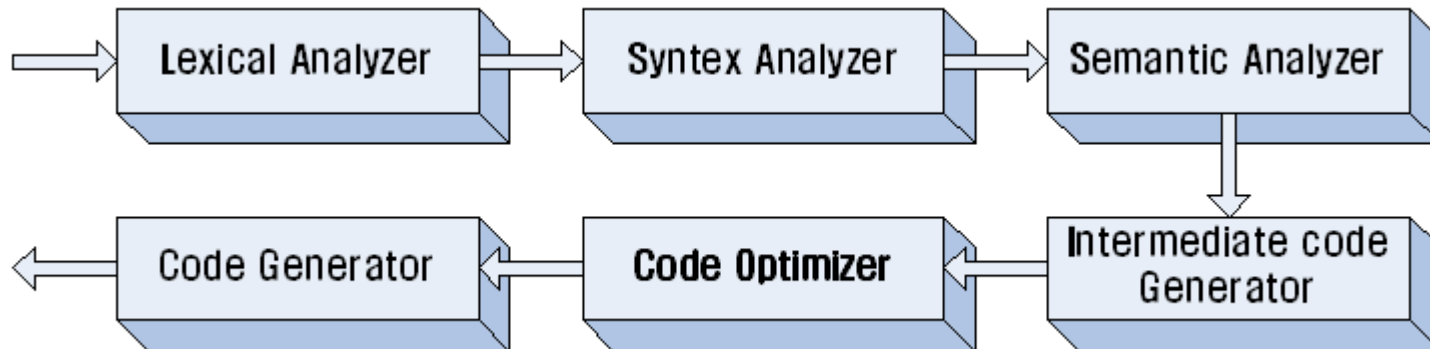 Lexical Analyzer
Syntex Analyzer
Semantic Analyzer
Intermediate code
Generator
Code Optimizer
Code Generator